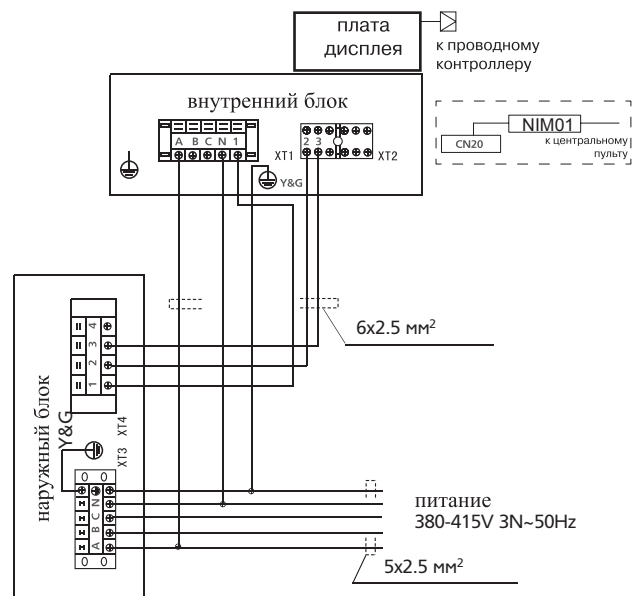 плата
дисплея
к проводному
контроллеру
внутренний блок
A B C N 1
2 3
XT1
XT2
Y&G
NIM01
CN20
к центральному
пульту
6x2.5 мм²
наружный блок
4
3
2
1
Y&G
XT4
XT3
N
C
B
A
питание
380-415V 3N~50Hz
5x2.5 мм²